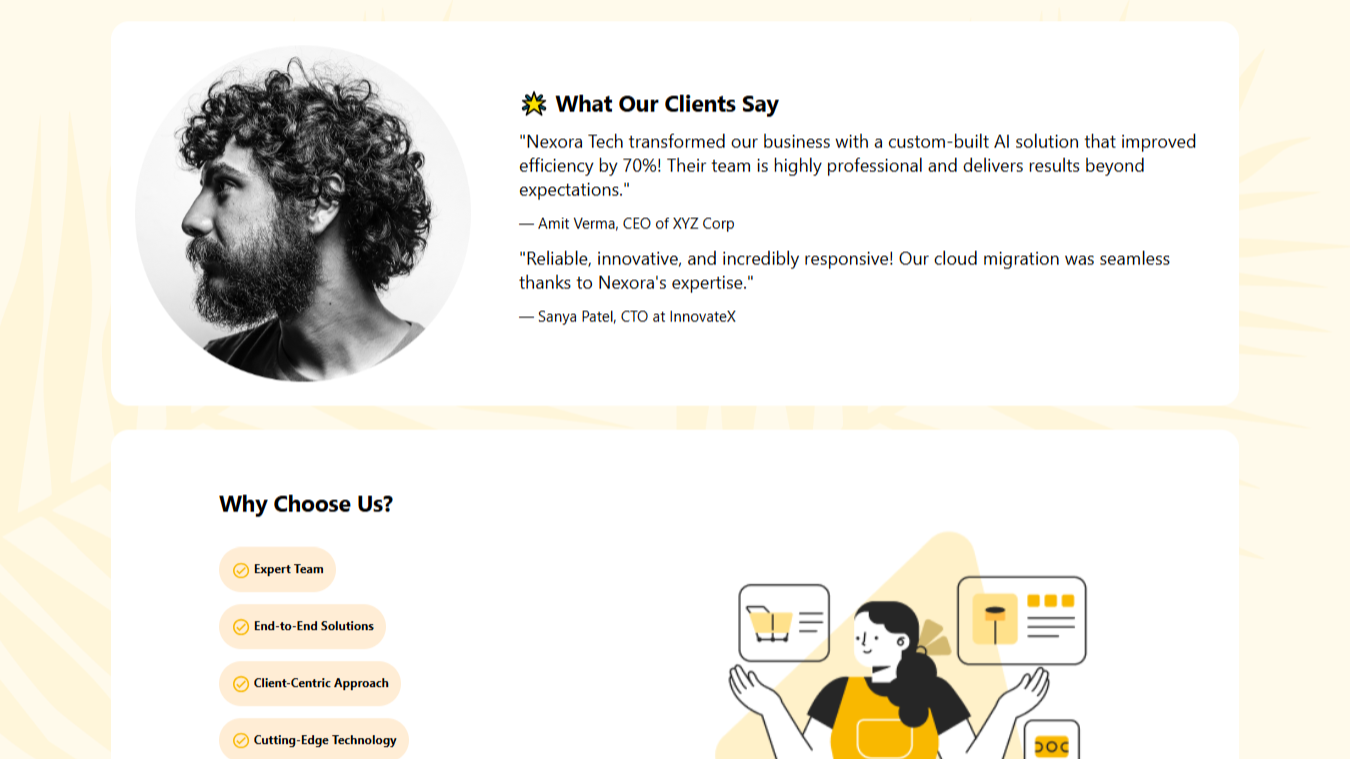 What Our Clients Say
"Nexora Tech transformed our business with a custom-built AI solution that improved
efficiency by 70%! Their team is highly professional and delivers results beyond
expectations."
— Amit Verma, CEO of XYZ Corp
"Reliable, innovative, and incredibly responsive! Our cloud migration was seamless
thanks to Nexora's expertise."
— Sanya Patel, CTO at InnovateX
Why Choose Us?
Expert Team
End-to-End Solutions
Client-Centric Approach
Cutting-Edge Technology